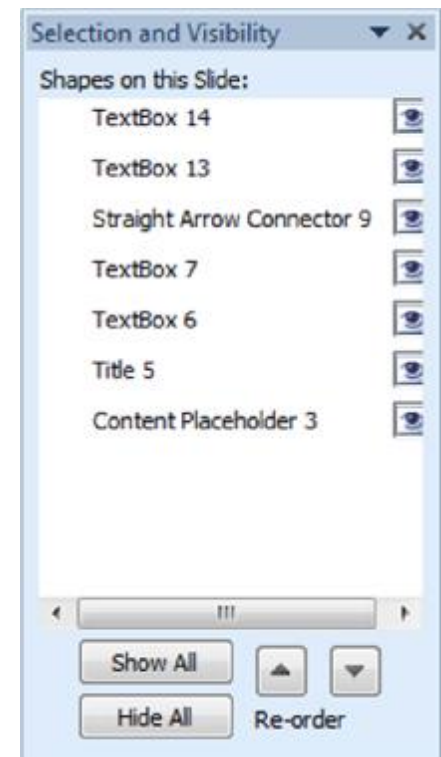 Selection and Visibility
Shapes on this Slide:
TextBox 14
TextBox 13
Straight Arrow Connector 9
TextBox 7
TextBox 6
Title 5
Content Placeholder 3
Show All
Hide All
Re-order